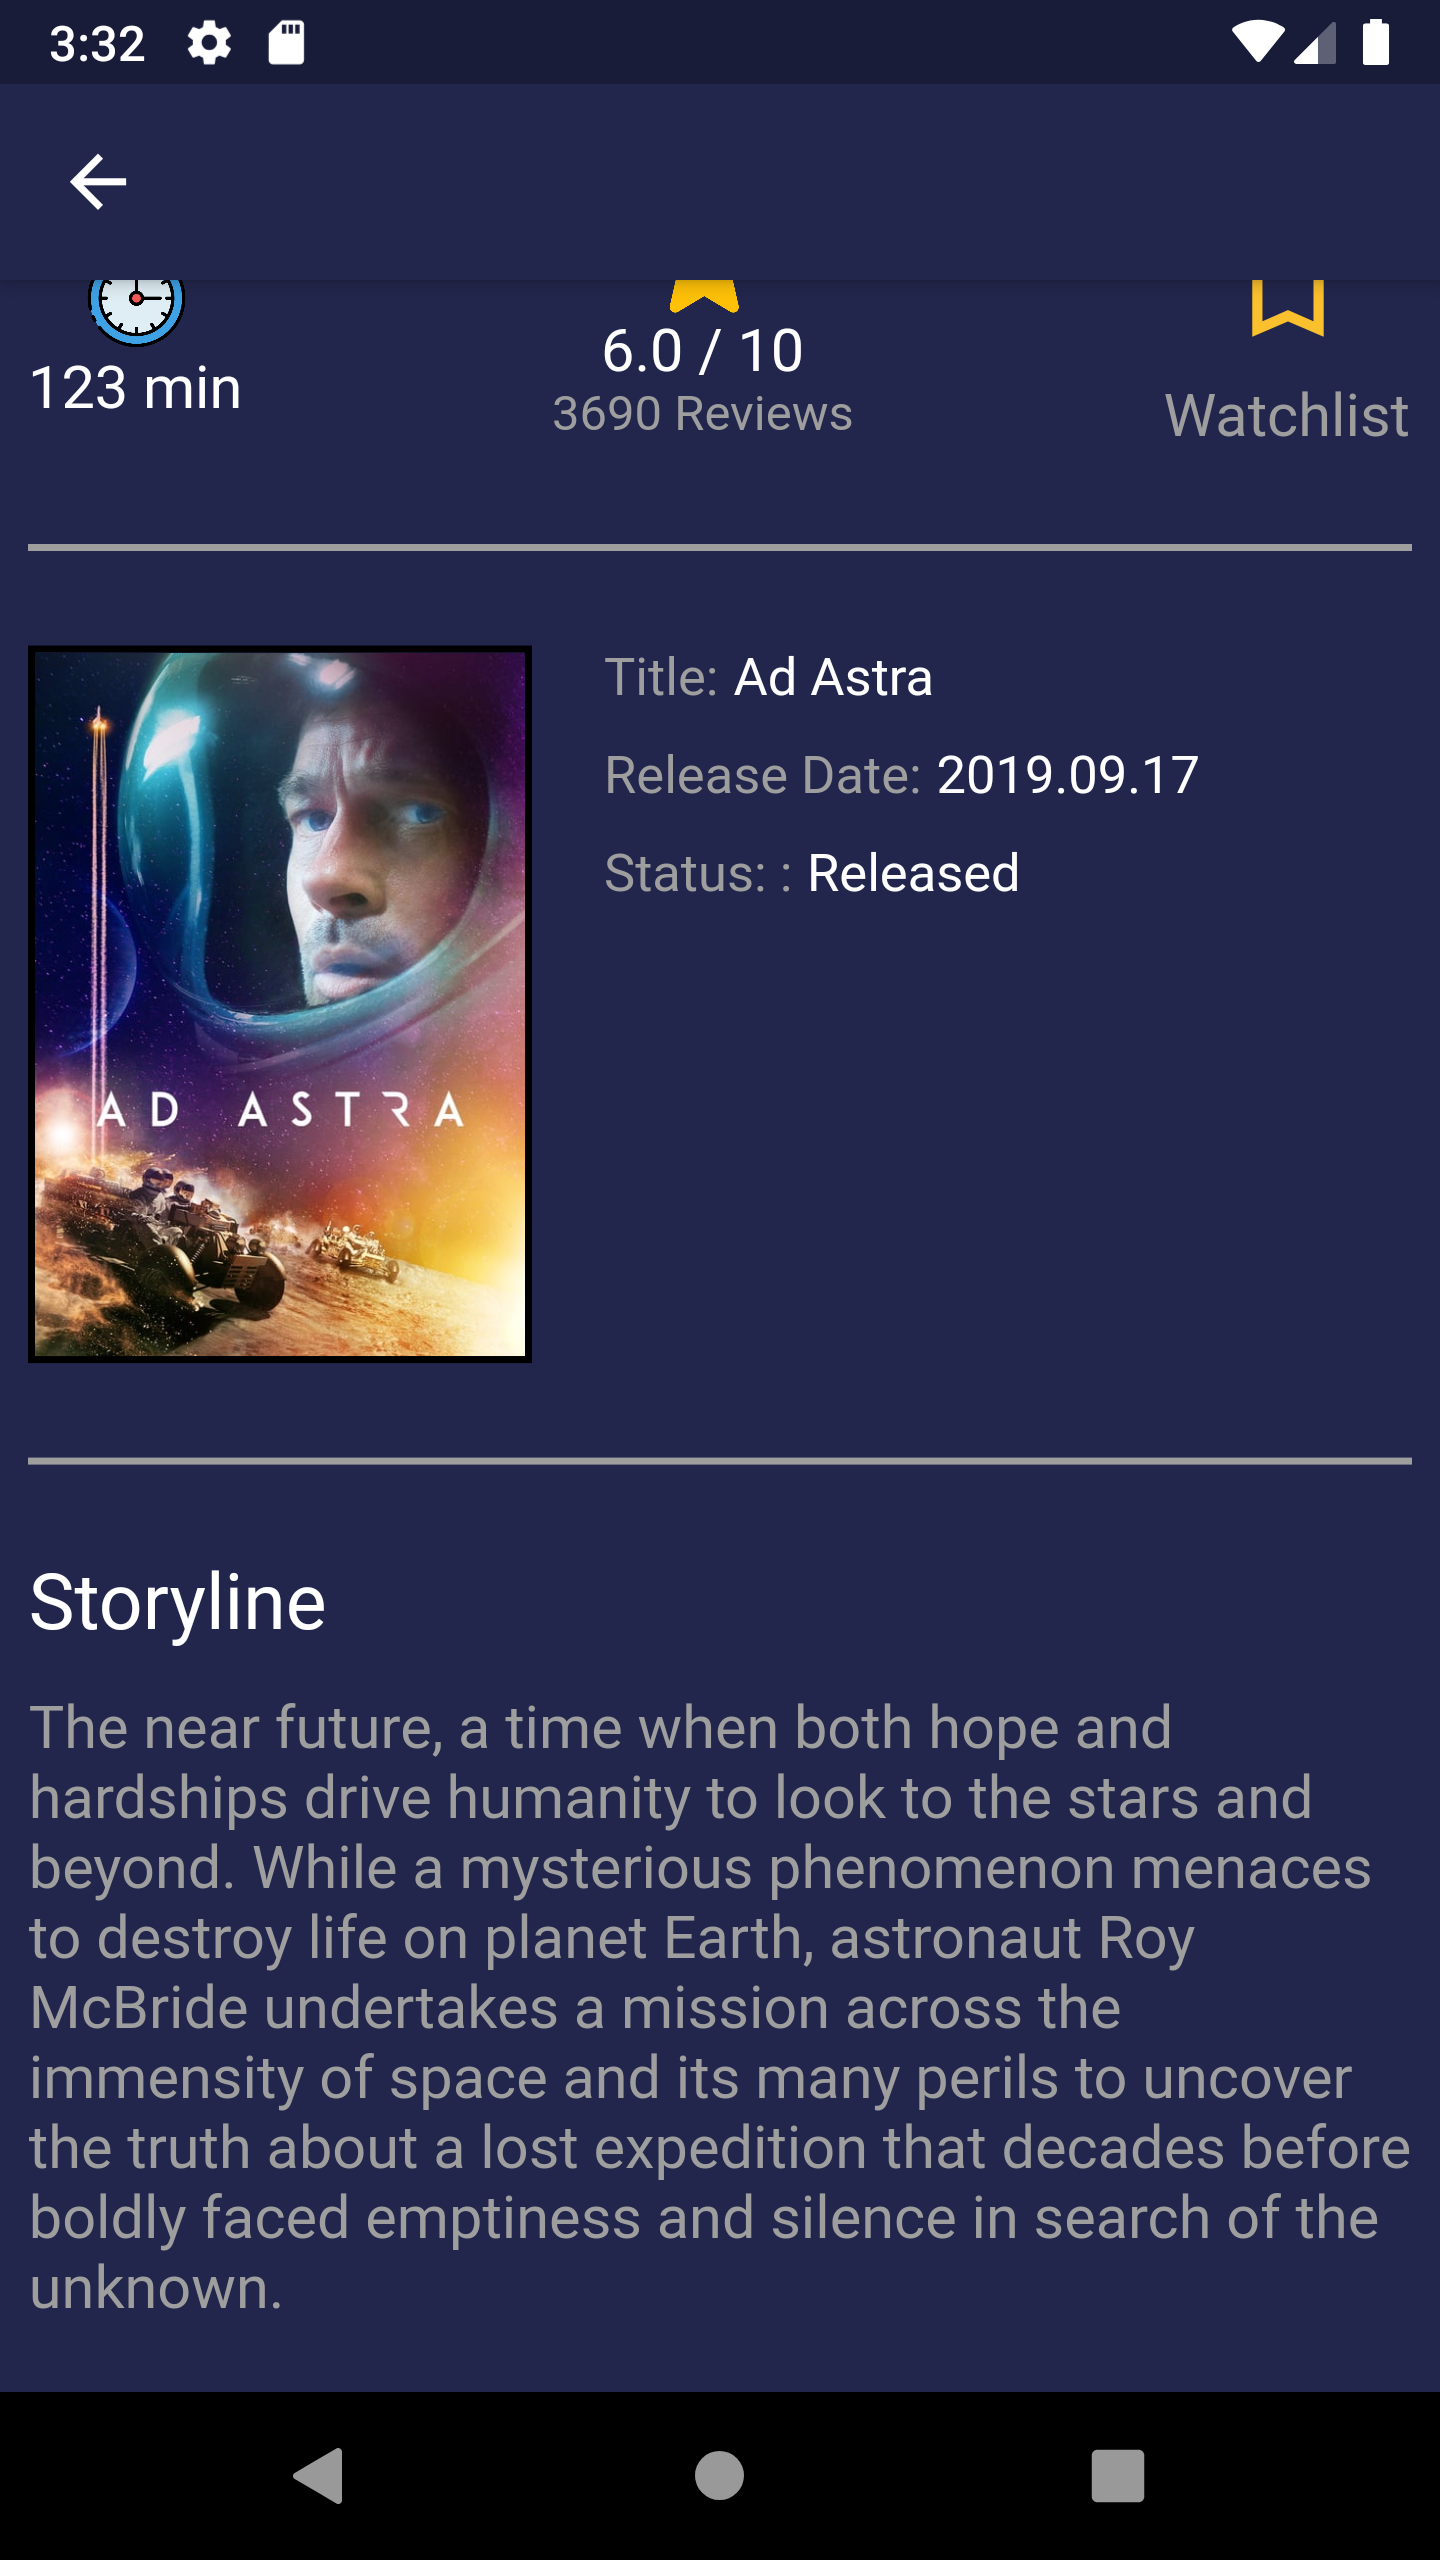 3:32
123 min
6.0 / 10
3690 Reviews
Watchlist
Title: Ad Astra
Release Date: 2019.09.17
Status: : Released
AD ASTRA
Storyline
The near future, a time when both hope and
hardships drive humanity to look to the stars and
beyond. While a mysterious phenomenon menaces
to destroy life on planet Earth, astronaut Roy
McBride undertakes a mission across the
immensity of space and its many perils to uncover
the truth about a lost expedition that decades before
boldly faced emptiness and silence in search of the
unknown.